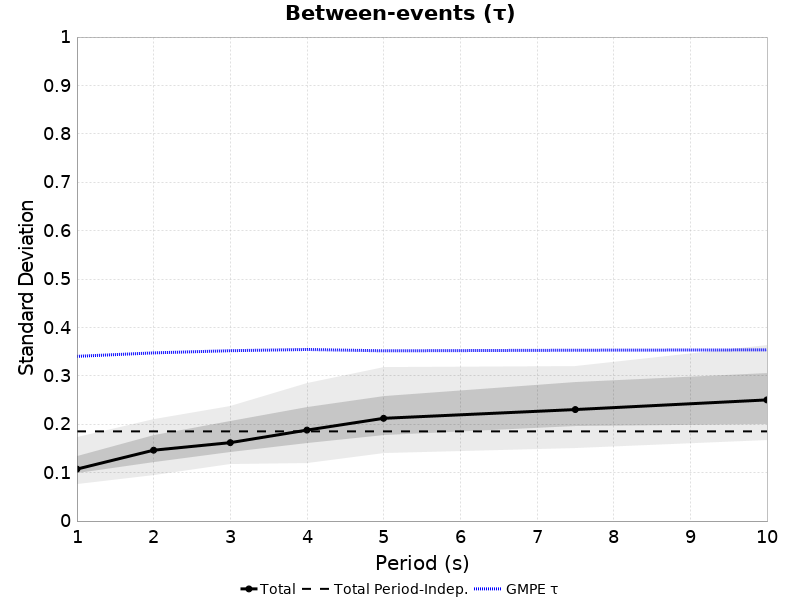 Between-events (τ)
Standard Deviation
1
0.9
0.8
0.7
0.6
0.5
0.4
0.3
0.2
0.1
0
1 2 3 4 5 6 7 8 9 10
Period (s)
Total Total Period-Indep. GMPE τ